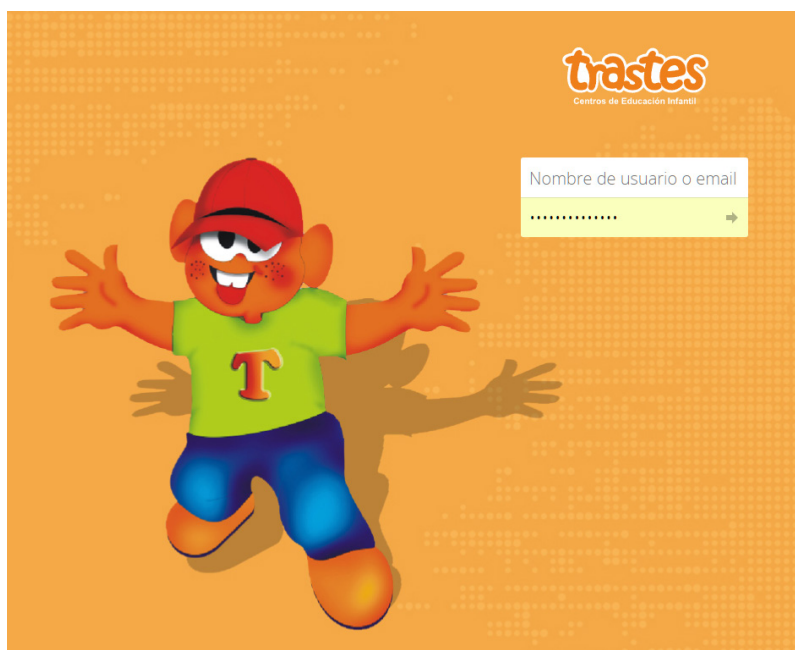 trastes
Centros de Educación Infantil
Nombre de usuario o email
T